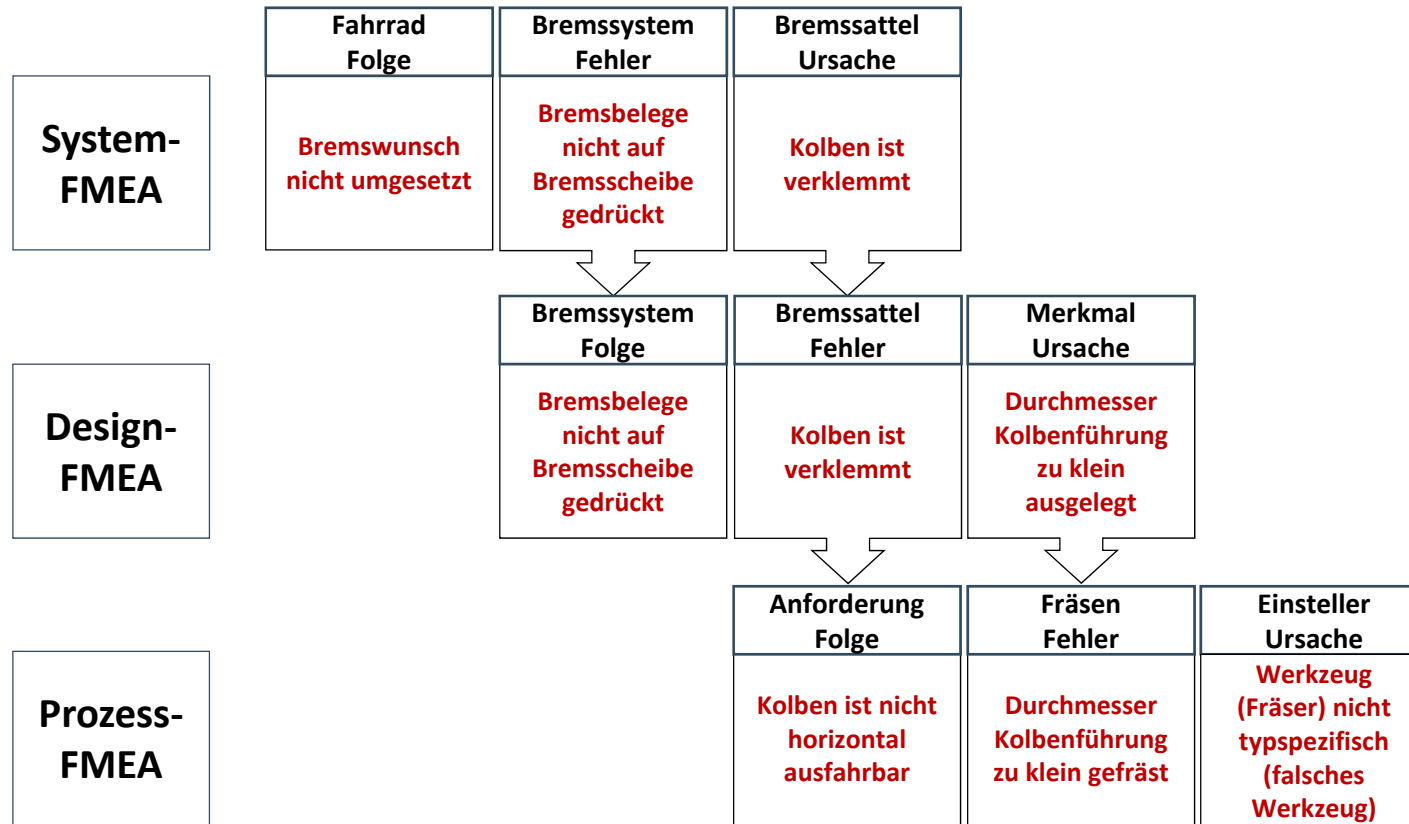 Fahrrad
Folge
Bremssystem
Fehler
Bremssattel
Ursache
System-
FMEA
Bremswunsch
nicht umgesetzt
Bremsbelege
nicht auf
Bremsscheibe
gedrückt
Kolben ist
verklemmt
Bremssystem
Folge
Bremssattel
Fehler
Merkmal
Ursache
Design-
FMEA
Bremsbelege
nicht auf
Bremsscheibe
gedrückt
Kolben ist
verklemmt
Durchmesser
Kolbenführung
zu klein
ausgelegt
Anforderung
Folge
Fräsen
Fehler
Einsteller
Ursache
Prozess-
FMEA
Kolben ist nicht
horizontal
ausfahrbar
Durchmesser
Kolbenführung
zu klein gefräst
Werkzeug
(Fräser) nicht
typspezifisch
(falsches
Werkzeug)